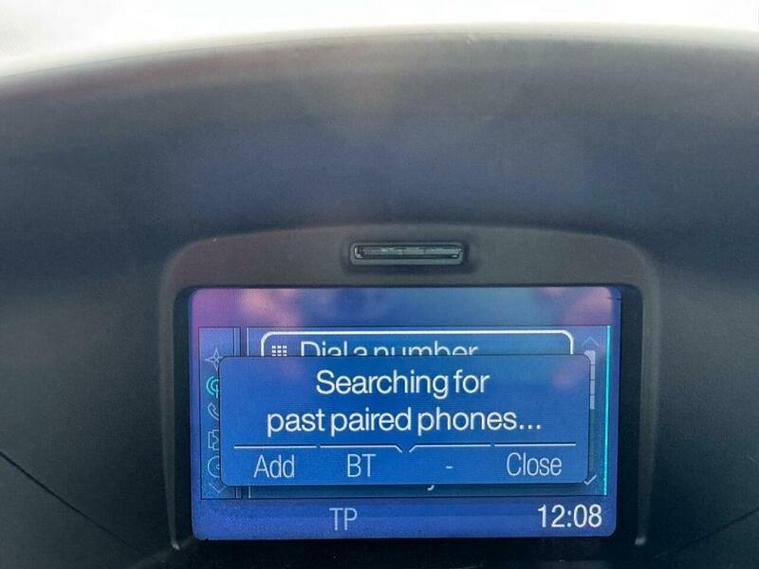 Dial a number
Searching for
past paired phones...
Add BT - Close
TP 12:08